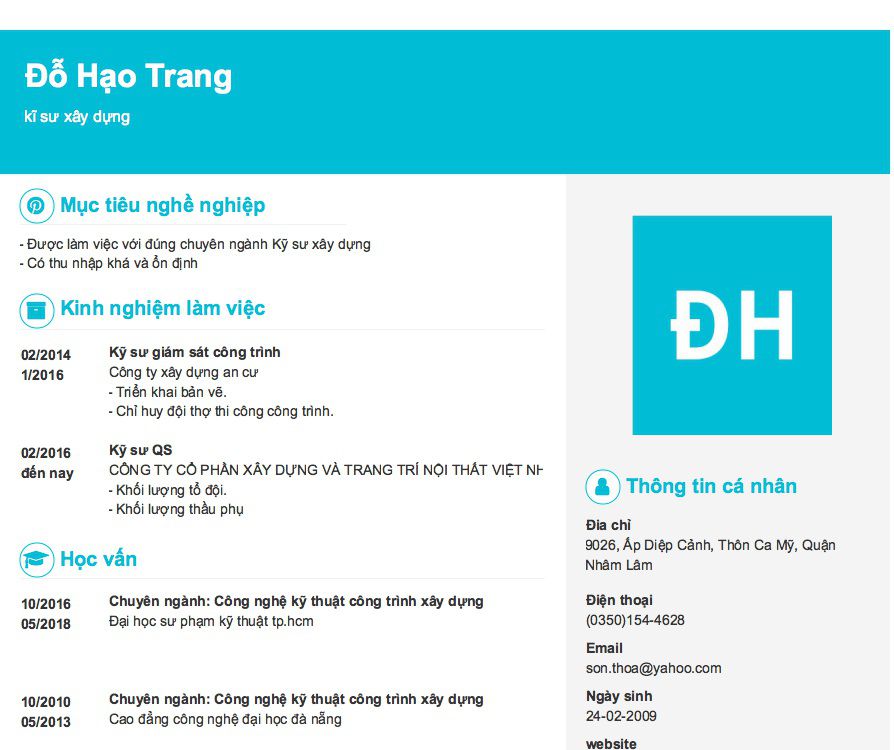 Đỗ Hạo Trang
kĩ sư xây dựng
Mục tiêu nghề nghiệp
- Được làm việc với đúng chuyên ngành Kỹ sư xây dựng
- Có thu nhập khá và ổn định
Kinh nghiệm làm việc
02/2014
1/2016
Kỹ sư giám sát công trình
Công ty xây dựng an cư
- Triển khai bản vẽ.
- Chỉ huy đội thợ thi công công trình.
02/2016
đến nay
Kỹ sư QS
CÔNG TY CỔ PHẦN XÂY DỰNG VÀ TRANG TRÍ NỘI THẤT VIỆT NH
- Khối lượng tổ đội.
- Khối lượng thầu phụ
Học vấn
10/2016
05/2018
Chuyên ngành: Công nghệ kỹ thuật công trình xây dựng
Đại học sư phạm kỹ thuật tp.hcm
10/2010
05/2013
Chuyên ngành: Công nghệ kỹ thuật công trình xây dựng
Cao đẳng công nghệ đại học đà nẵng
ĐH
Thông tin cá nhân
Địa chỉ
9026, Ấp Diệp Cảnh, Thôn Ca Mỹ, Quận
Nhâm Lâm
Điện thoại
(0350)154-4628
Email
son.thoa@yahoo.com
Ngày sinh
24-02-2009
website